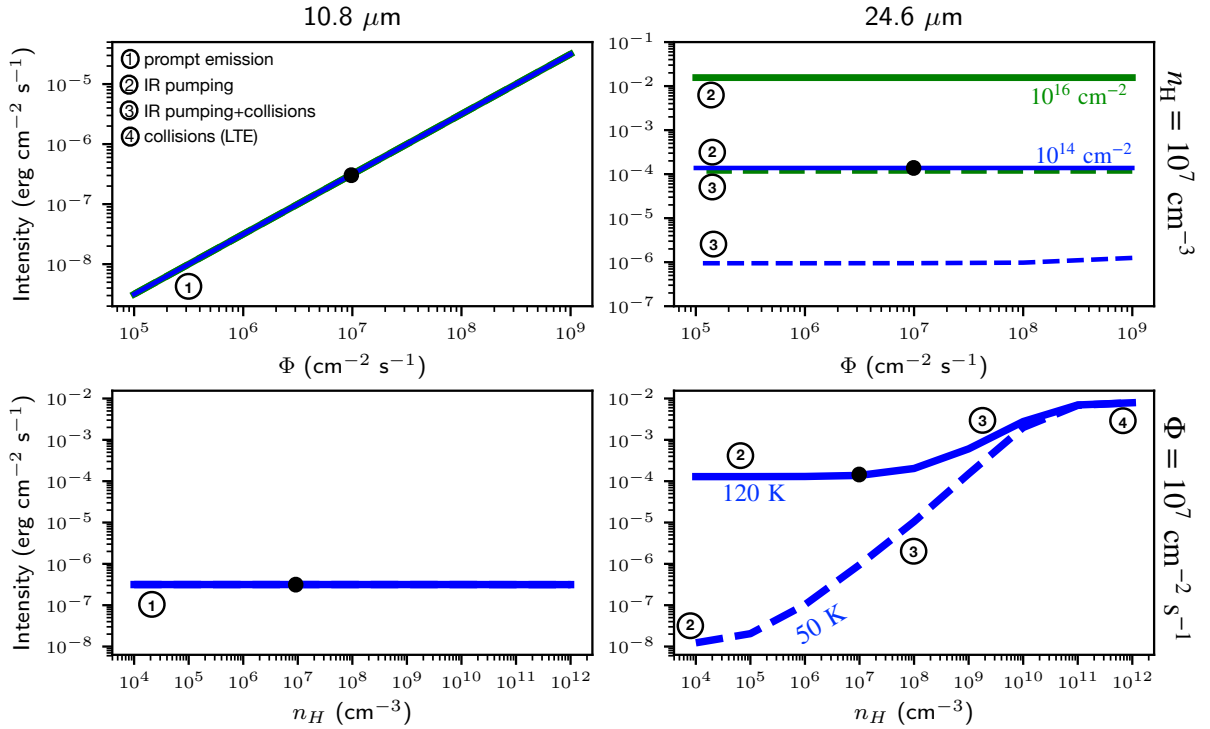 10.8 μm
24.6 μm
Intensity (erg cm⁻² s⁻¹)
10⁻⁵
10⁻⁶
10⁻⁷
10⁻⁸
① prompt emission
② IR pumping
③ IR pumping+collisions
④ collisions (LTE)
①
10⁵ 10⁶ 10⁷ 10⁸ 10⁹
Φ (cm⁻² s⁻¹)
10⁻¹
10⁻²
10⁻³
10⁻⁴
10⁻⁵
10⁻⁶
10⁻⁷
②
10¹⁶ cm⁻²
②
10¹⁴ cm⁻²
③
③
10⁵ 10⁶ 10⁷ 10⁸ 10⁹
Φ (cm⁻² s⁻¹)
n_H = 10⁷ cm⁻³
Intensity (erg cm⁻² s⁻¹)
10⁻²
10⁻³
10⁻⁴
10⁻⁵
10⁻⁶
10⁻⁷
10⁻⁸
①
10⁴ 10⁵ 10⁶ 10⁷ 10⁸ 10⁹ 10¹⁰ 10¹¹ 10¹²
n_H (cm⁻³)
10⁻²
10⁻³
10⁻⁴
10⁻⁵
10⁻⁶
10⁻⁷
10⁻⁸
③
④
②
120 K
③
②
50 K
10⁴ 10⁵ 10⁶ 10⁷ 10⁸ 10⁹ 10¹⁰ 10¹¹ 10¹²
n_H (cm⁻³)
Φ = 10⁷ cm⁻² s⁻¹